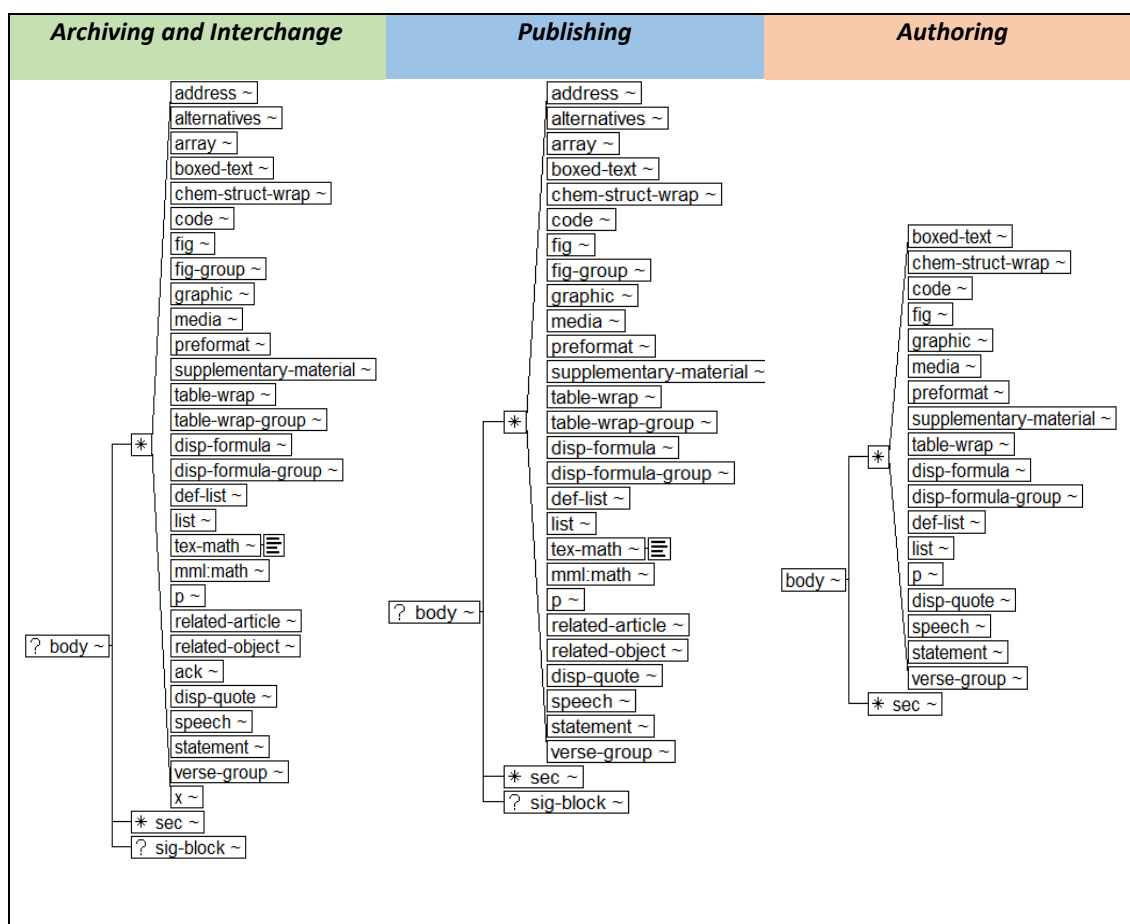 Archiving and Interchange
address ~
alternatives ~
array ~
boxed-text ~
chem-struct-wrap ~
code ~
fig ~
fig-group ~
graphic ~
media ~
preformat ~
supplementary-material ~
table-wrap ~
table-wrap-group ~
* disp-formula ~
disp-formula-group ~
def-list ~
list ~
tex-math ~
mml:math ~
p ~
related-article ~
? body ~ related-object ~
ack ~
disp-quote ~
speech ~
statement ~
verse-group ~
x ~
* sec ~
? sig-block ~
Publishing
address ~
alternatives ~
array ~
boxed-text ~
chem-struct-wrap ~
code ~
fig ~
fig-group ~
graphic ~
media ~
preformat ~
supplementary-material ~
table-wrap ~
* table-wrap-group ~
disp-formula ~
disp-formula-group ~
def-list ~
list ~
tex-math ~
mml:math ~
p ~
? body ~ related-article ~
related-object ~
disp-quote ~
speech ~
statement ~
verse-group ~
* sec ~
? sig-block ~
Authoring
boxed-text ~
chem-struct-wrap ~
code ~
fig ~
graphic ~
media ~
preformat ~
supplementary-material ~
table-wrap ~
* disp-formula ~
disp-formula-group ~
def-list ~
list ~
body ~ p ~
disp-quote ~
speech ~
statement ~
verse-group ~
* sec ~